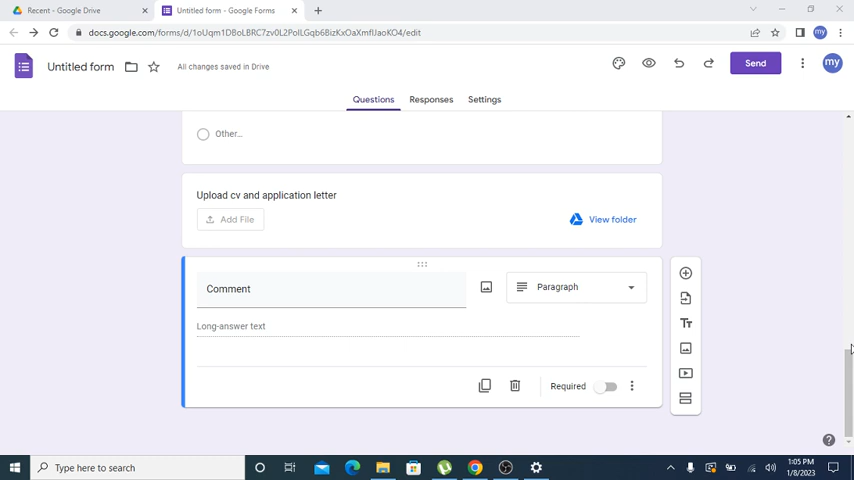 Recent - Google Drive
Untitled form - Google Forms
docs.google.com/forms/d/1oUqm1DBoLBRC7zv0L2PolLGqb6BizKxOaXmflJaoKO4/edit
my
Untitled form
All changes saved in Drive
Send
my
Questions
Responses
Settings
Other...
Upload cv and application letter
Add File
View folder
Comment
Paragraph
Long-answer text
Required
Type here to search
1:05 PM
1/8/2023